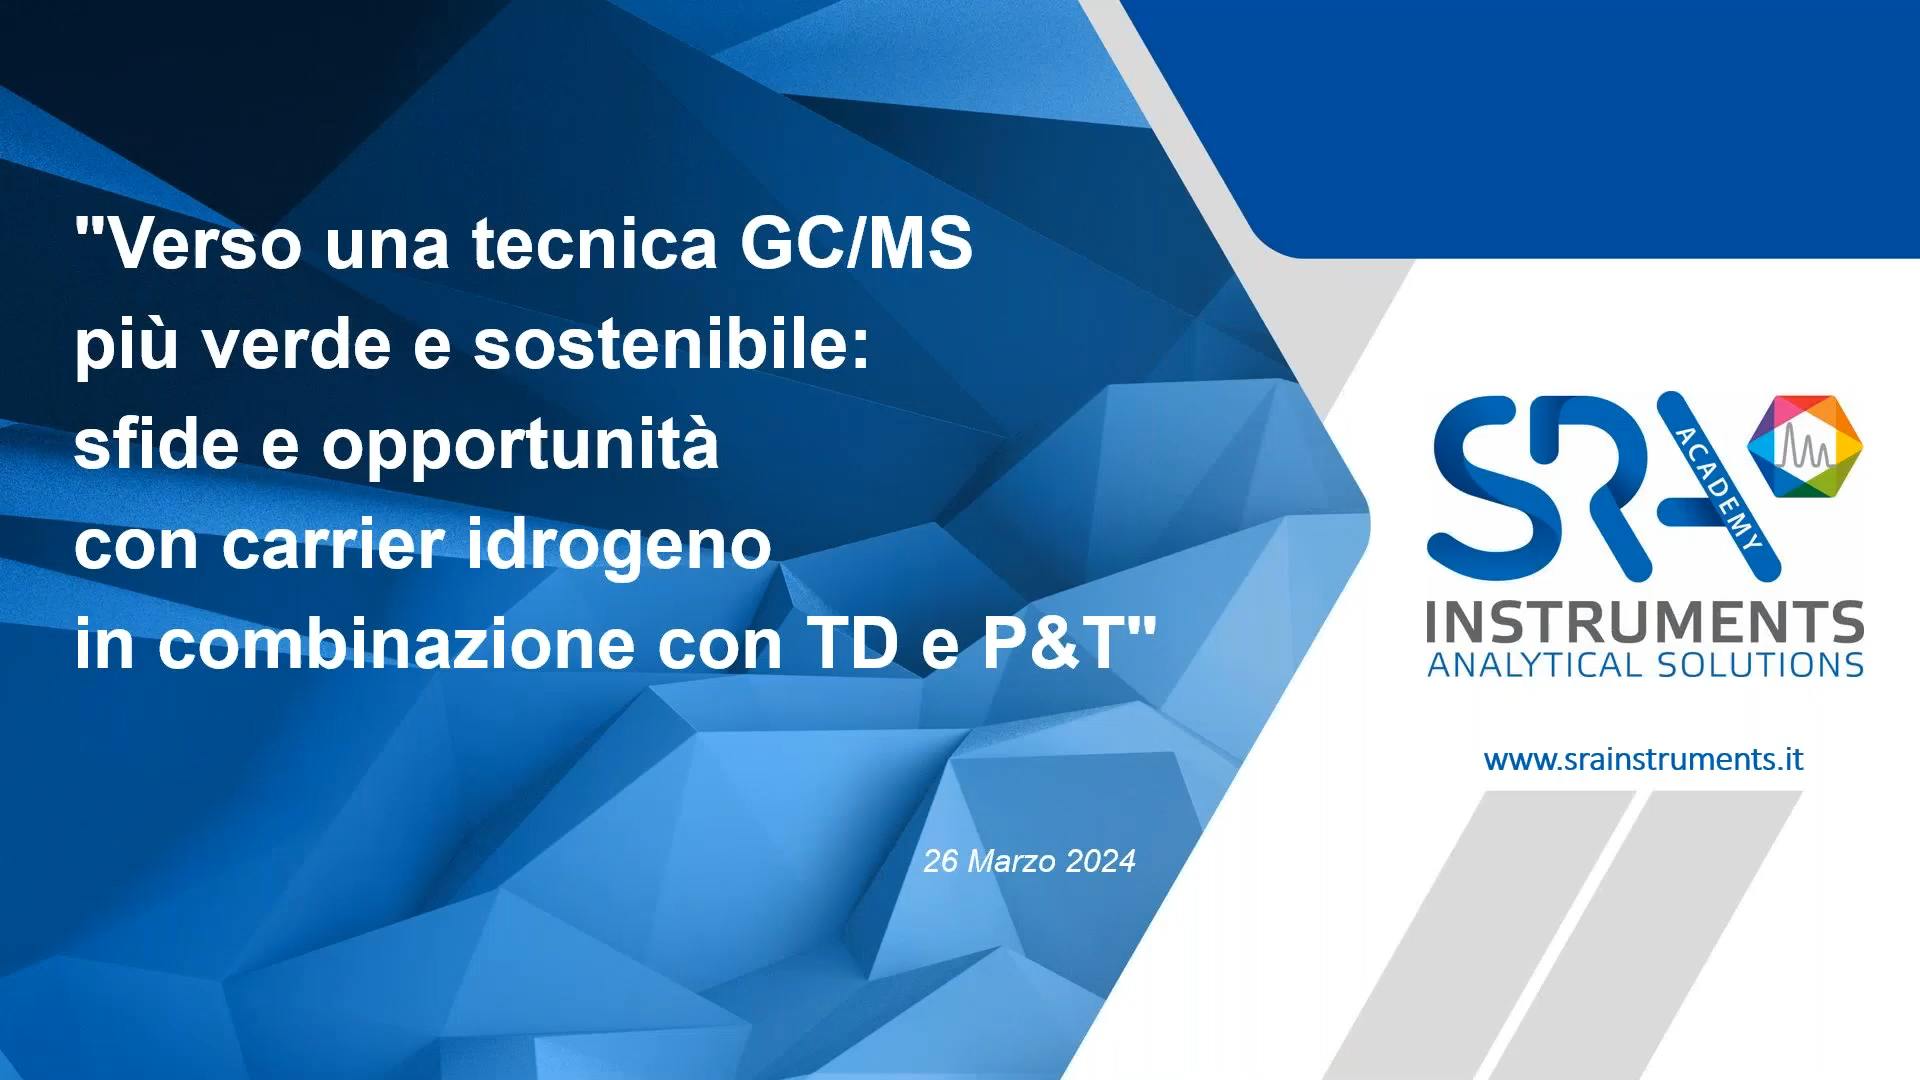 "Verso una tecnica GC/MS
più verde e sostenibile:
sfide e opportunità
con carrier idrogeno
in combinazione con TD e P&T"
26 Marzo 2024
SRA
ACADEMY
INSTRUMENTS
ANALYTICAL SOLUTIONS
www.srainstruments.it